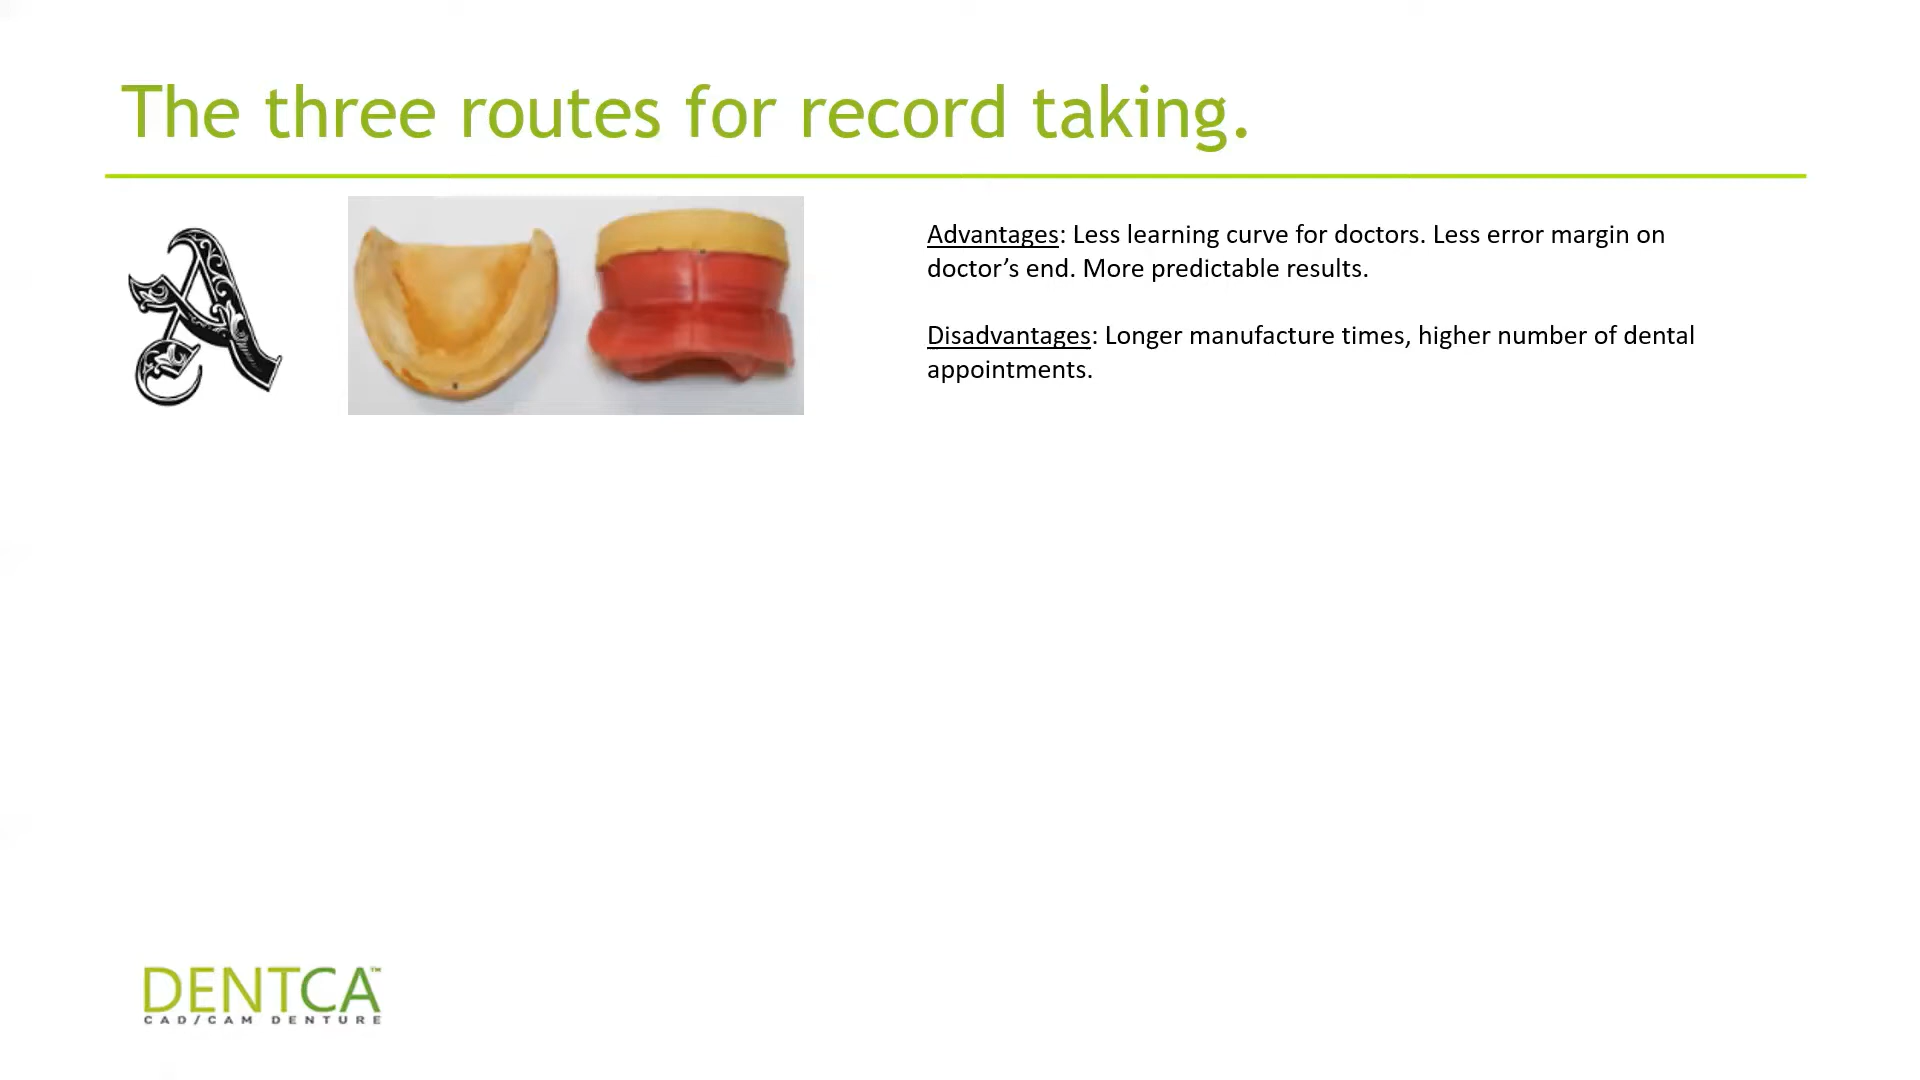 The three routes for record taking.
A
Advantages: Less learning curve for doctors. Less error margin on
doctor’s end. More predictable results.
Disadvantages: Longer manufacture times, higher number of dental
appointments.
DENTCA™
CAD/CAM DENTURE